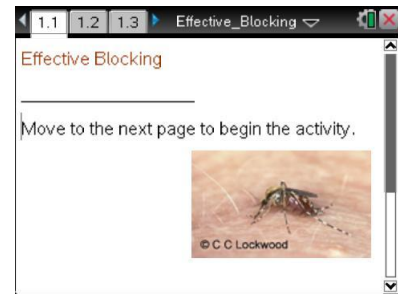 1.1 1.2 1.3 Effective_Blocking
Effective Blocking
Move to the next page to begin the activity.
© C C Lockwood